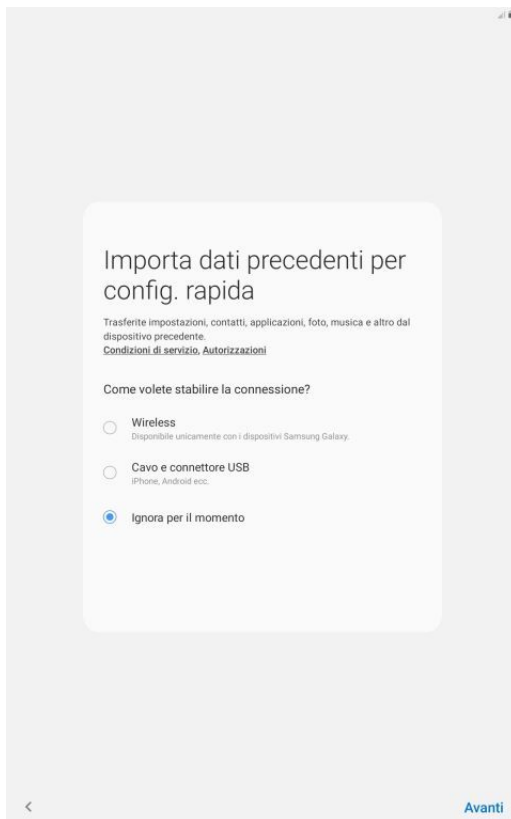 Importa dati precedenti per
config. rapida
Trasferite impostazioni, contatti, applicazioni, foto, musica e altro dal
dispositivo precedente.
Condizioni di servizio, Autorizzazioni
Come volete stabilire la connessione?
Wireless
Disponibile unicamente con i dispositivi Samsung Galaxy.
Cavo e connettore USB
iPhone, Android ecc.
Ignora per il momento
Avanti